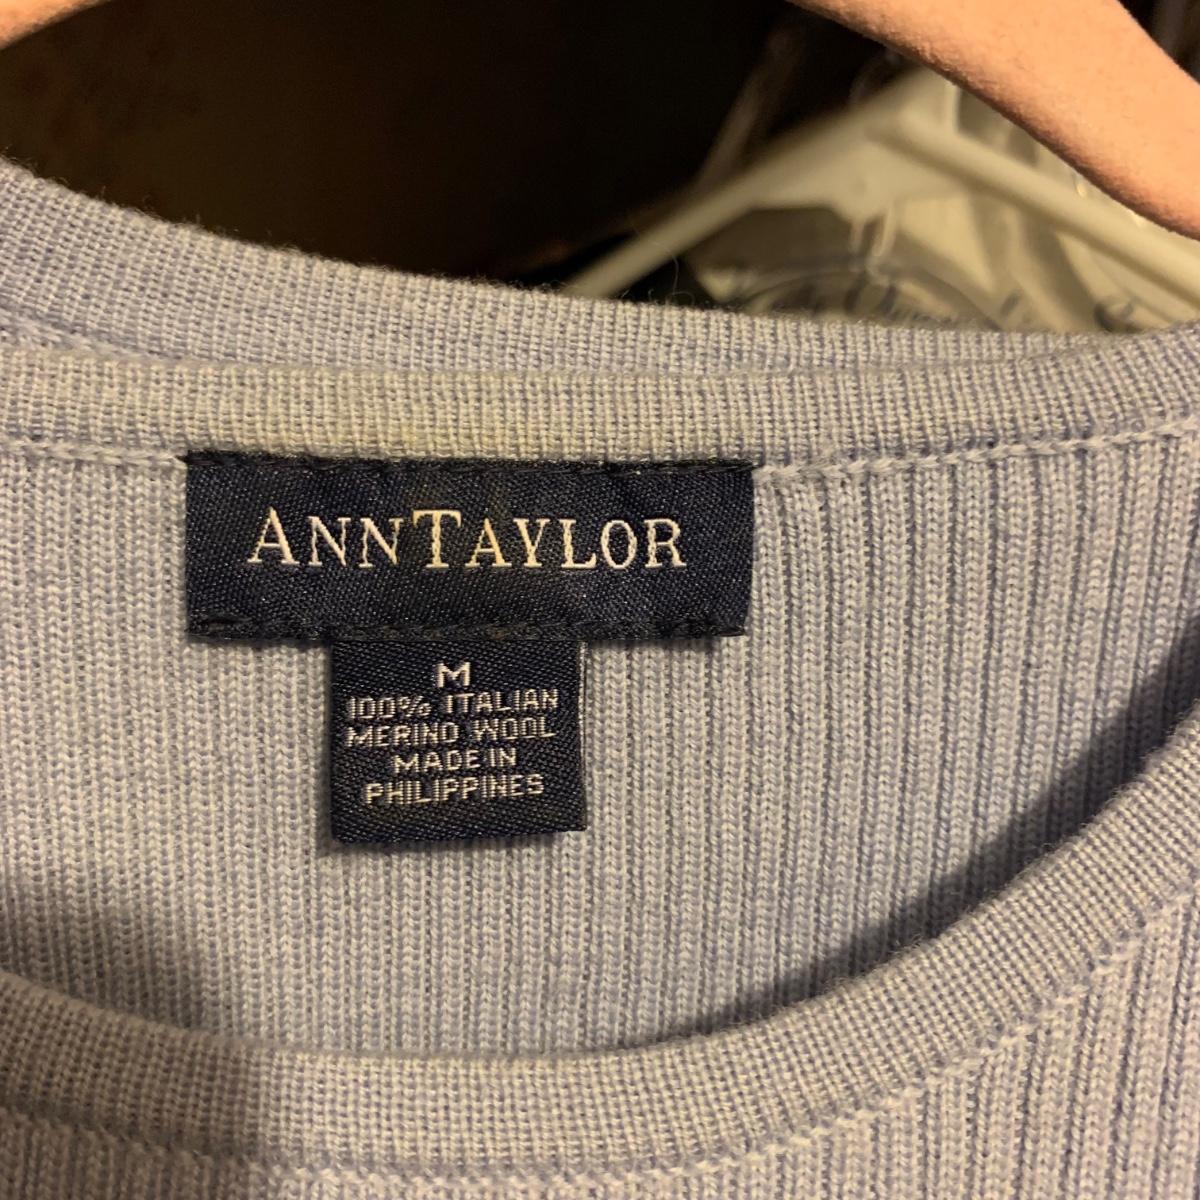 ANNTAYLOR
M
100% ITALIAN
MERINO WOOL
MADE IN
PHILIPPINES